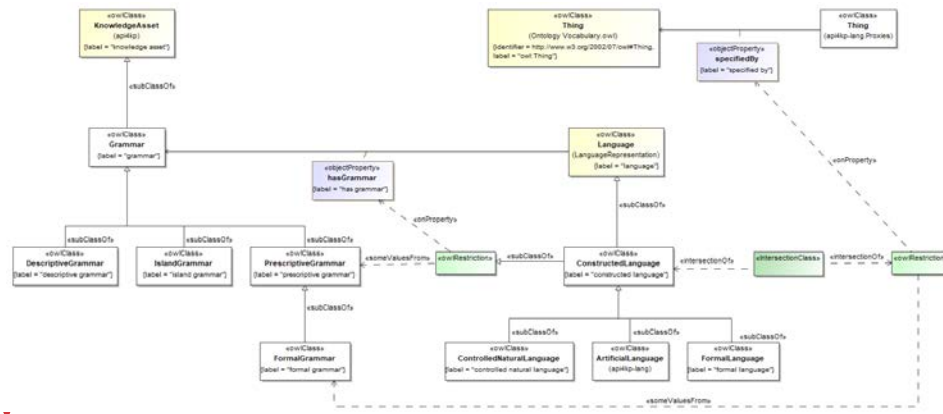 «owlClass»
KnowledgeAsset
(api4kp)
[label = "knowledge asset"]
«owlClass»
Thing
(Ontology Vocabulary.owl)
[identifier = http://www.w3.org/2002/07/owl#Thing,
label = "owl Thing"]
«owlClass»
Thing
(api4kp-lang Proxies)
/
«objectProperty»
specifiedBy
[label = "specified by"]
«subClassOf»
«owlClass»
Grammar
[label = "grammar"]
/
«owlClass»
Language
(LanguageRepresentation)
[label = "language"]
«objectProperty»
hasGrammar
[label = "has grammar"]
«onProperty»
«subClassOf»
«onProperty»
«subClassOf»
«subClassOf»
«subClassOf»
«owlClass»
DescriptiveGrammar
[label = "descriptive grammar"]
«owlClass»
IslandGrammar
[label = "island grammar"]
«owlClass»
PrescriptiveGrammar
[label = "prescriptive grammar"]
«someValuesFrom»
«owlRestriction»
«subClassOf»
«owlClass»
ConstructedLanguage
[label = "constructed language"]
«intersectionOf»
«IntersectionClass»
«intersectionOf»
«owlRestriction
«subClassOf»
«subClassOf»
«subClassOf»
«subClassOf»
«owlClass»
FormalGrammar
[label = "formal grammar"]
«owlClass»
ControlledNaturalLanguage
[label = "controlled natural language"]
«owlClass»
ArtificialLanguage
(api4kp-lang)
«owlClass»
FormalLanguage
[label = "formal language"]
«someValuesFrom»